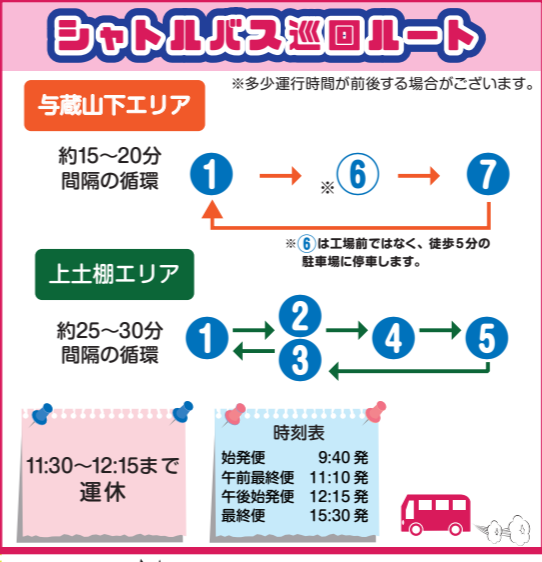 シャトルバス巡回ルート
※多少運行時間が前後する場合がございます。
与蔵山下エリア
約15〜20分
間隔の循環
1
※6
7
※⑥は工場前ではなく、徒歩5分の
駐車場に停車します。
上土棚エリア
約25〜30分
間隔の循環
1
2
3
4
5
11:30〜12:15まで
運休
時刻表
始発便 9:40 発
午前最終便 11:10 発
午後始発便 12:15 発
最終便 15:30 発